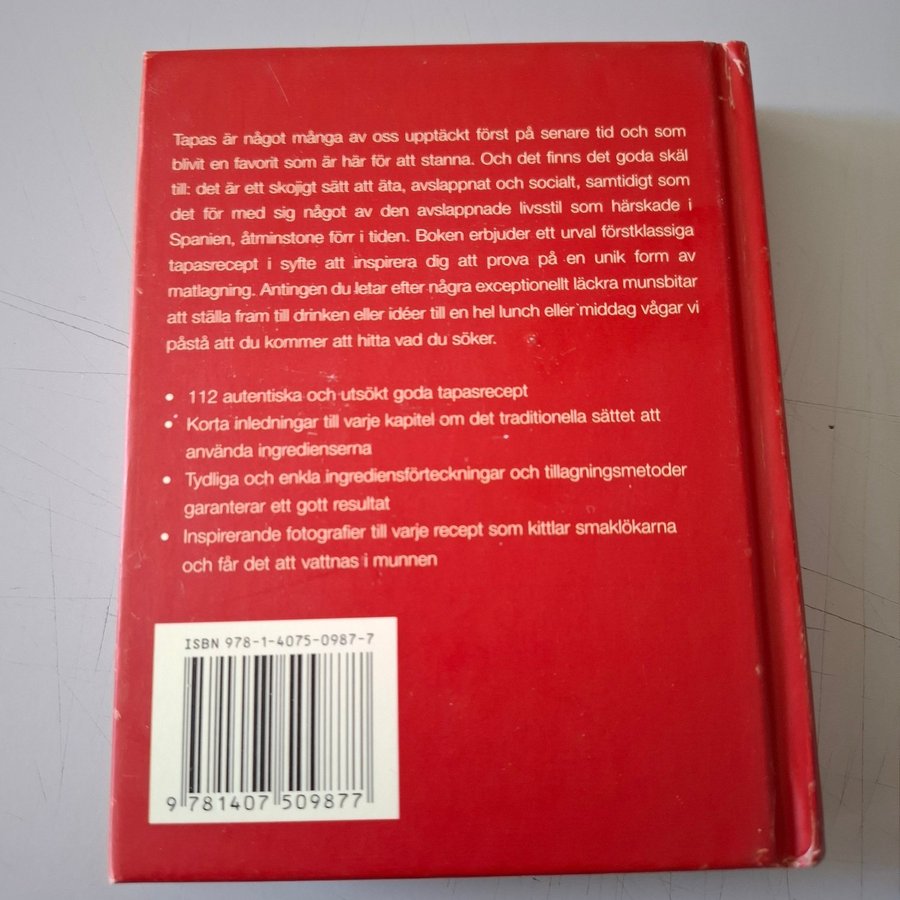 Tapas är något många av oss upptäckt först på senare tid och som
blivit en favorit som är här för att stanna. Och det finns det goda skäl
till: det är ett skojigt sätt att äta, avslappnat och socialt, samtidigt som
det för med sig något av den avslappnade livsstil som härskade i
Spanien, åtminstone förr i tiden. Boken erbjuder ett urval förstklassiga
tapasrecept i syfte att inspirera dig att prova på en unik form av
matlagning. Antingen du letar efter några exceptionellt läckra munsbitar
att ställa fram till drinken eller idéer till en hel lunch eller middag vågar vi
påstå att du kommer att hitta vad du söker.
• 112 autentiska och utsökt goda tapasrecept
• Korta inledningar till varje kapitel om det traditionella sättet att
använda ingredienserna
• Tydliga och enkla ingrediensförteckningar och tillagningsmetoder
garanterar ett gott resultat
• Inspirerande fotografier till varje recept som kittlar smaklökarna
och får det att vattnas i munnen
ISBN 978-1-4075-0987-7
9 781407 509877